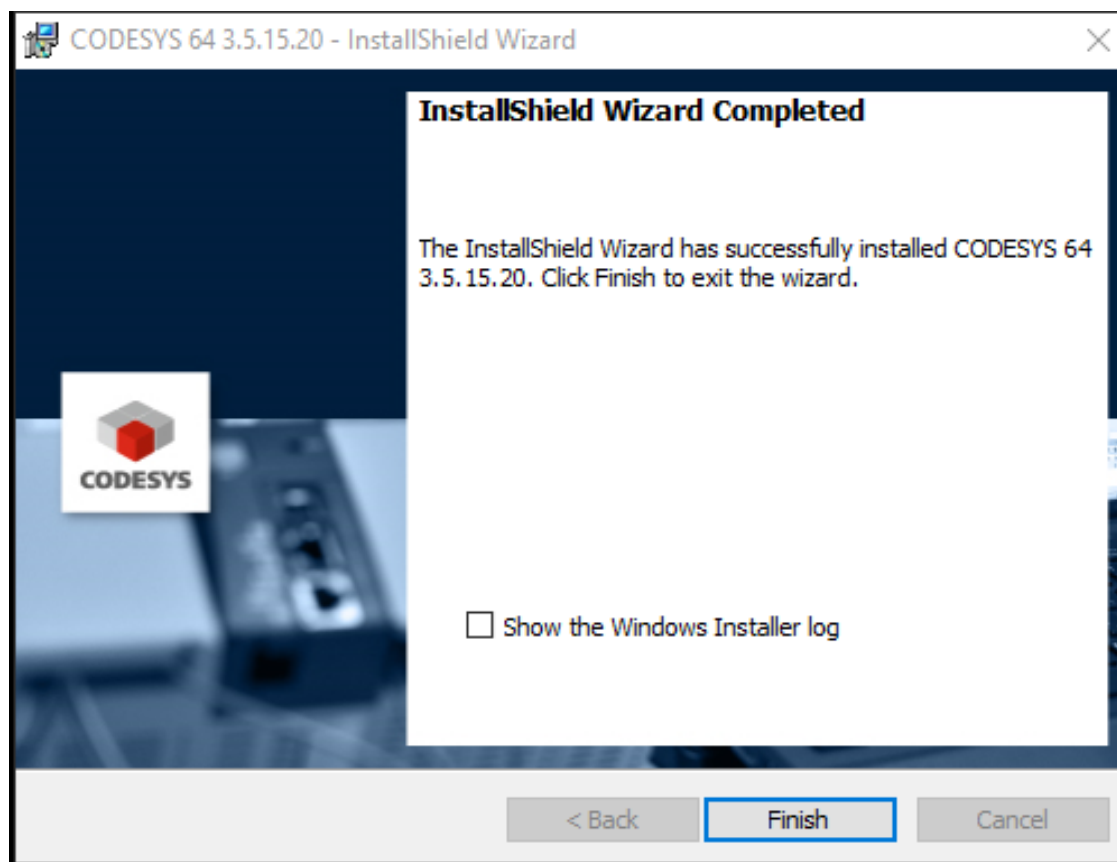 CODESYS 64 3.5.15.20 - InstallShield Wizard
InstallShield Wizard Completed
The InstallShield Wizard has successfully installed CODESYS 64
3.5.15.20. Click Finish to exit the wizard.
CODESYS
Show the Windows Installer log
< Back
Finish
Cancel